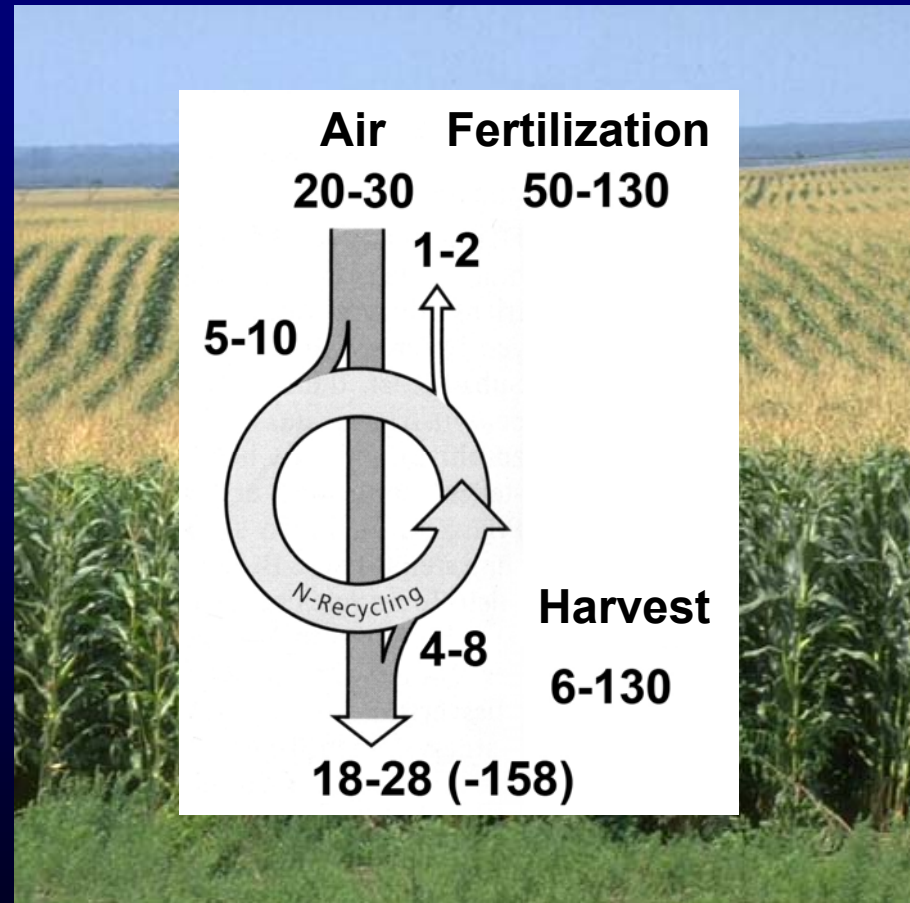 Air Fertilization
20-30 50-130
1-2
5-10
N-Recycling
Harvest
4-8
6-130
18-28 (-158)